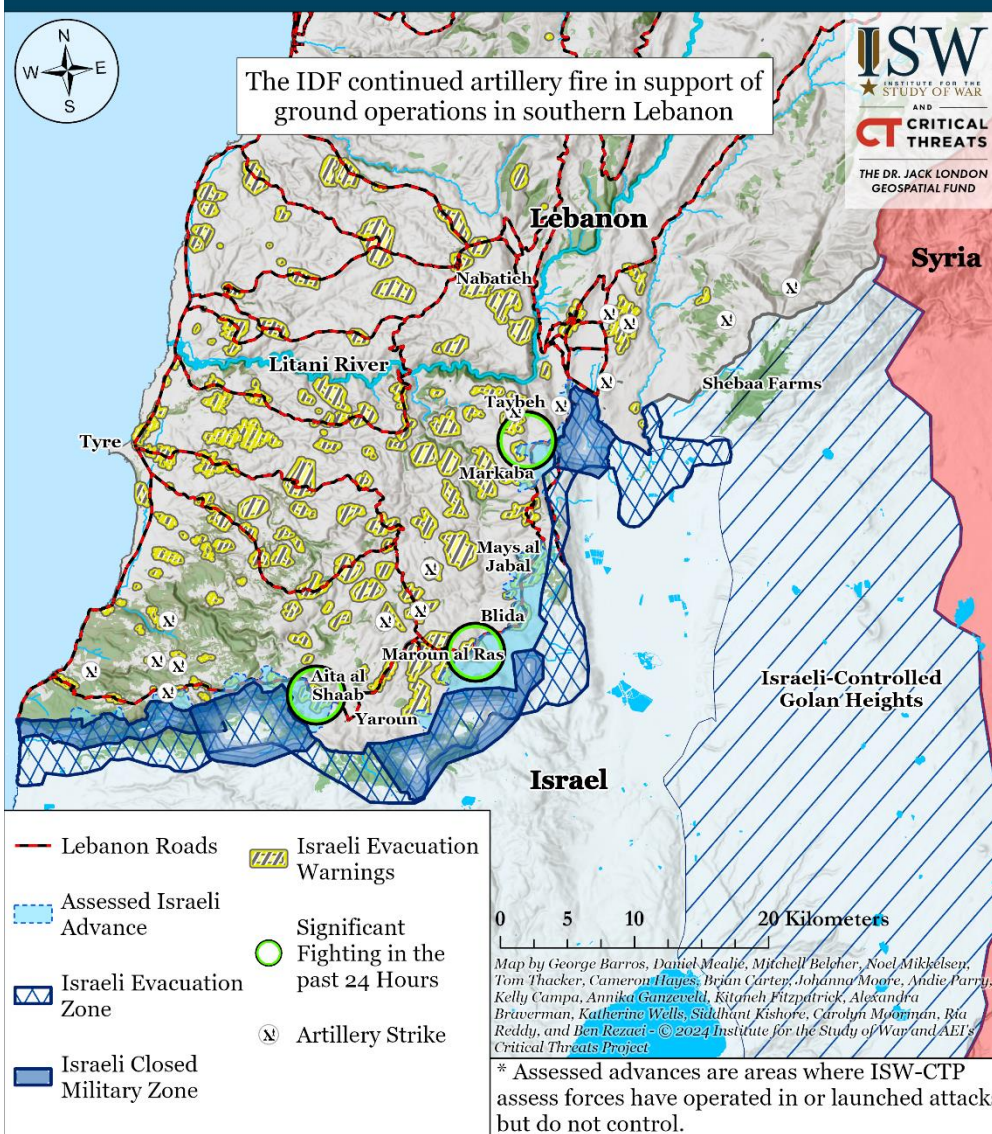 N
W E
S
The IDF continued artillery fire in support of
ground operations in southern Lebanon
ISW
INSTITUTE FOR THE
STUDY OF WAR
AND
CT CRITICAL
THREATS
THE DR. JACK LONDON
GEOSPATIAL FUND
Lebanon
Syria
Nabatieh
Litani River
Shebaa Farms
Taybeh
Tyre
Markaba
Mays al
Jabal
Blida
Maroun al Ras
Aita al
Shaab
Yaroun
Israeli-Controlled
Golan Heights
Israel
Lebanon Roads
Assessed Israeli
Advance
Israeli Evacuation
Zone
Israeli Closed
Military Zone
Israeli Evacuation
Warnings
Significant
Fighting in the
past 24 Hours
Artillery Strike
0 5 10 20 Kilometers
Map by George Barros, Daniel Mealie, Mitchell Belcher, Noel Mikkelsen,
Tom Thacker, Cameron Hayes, Brian Carter, Johanna Moore, Andie Parry,
Kelly Campa, Annika Ganzeveld, Kitaneh Fitzpatrick, Alexandra
Braverman, Katherine Wells, Siddhant Kishore, Carolyn Moorman, Ria
Reddy, and Ben Rezaei - © 2024 Institute for the Study of War and AEI's
Critical Threats Project
* Assessed advances are areas where ISW-CTP
assess forces have operated in or launched attacks
but do not control.